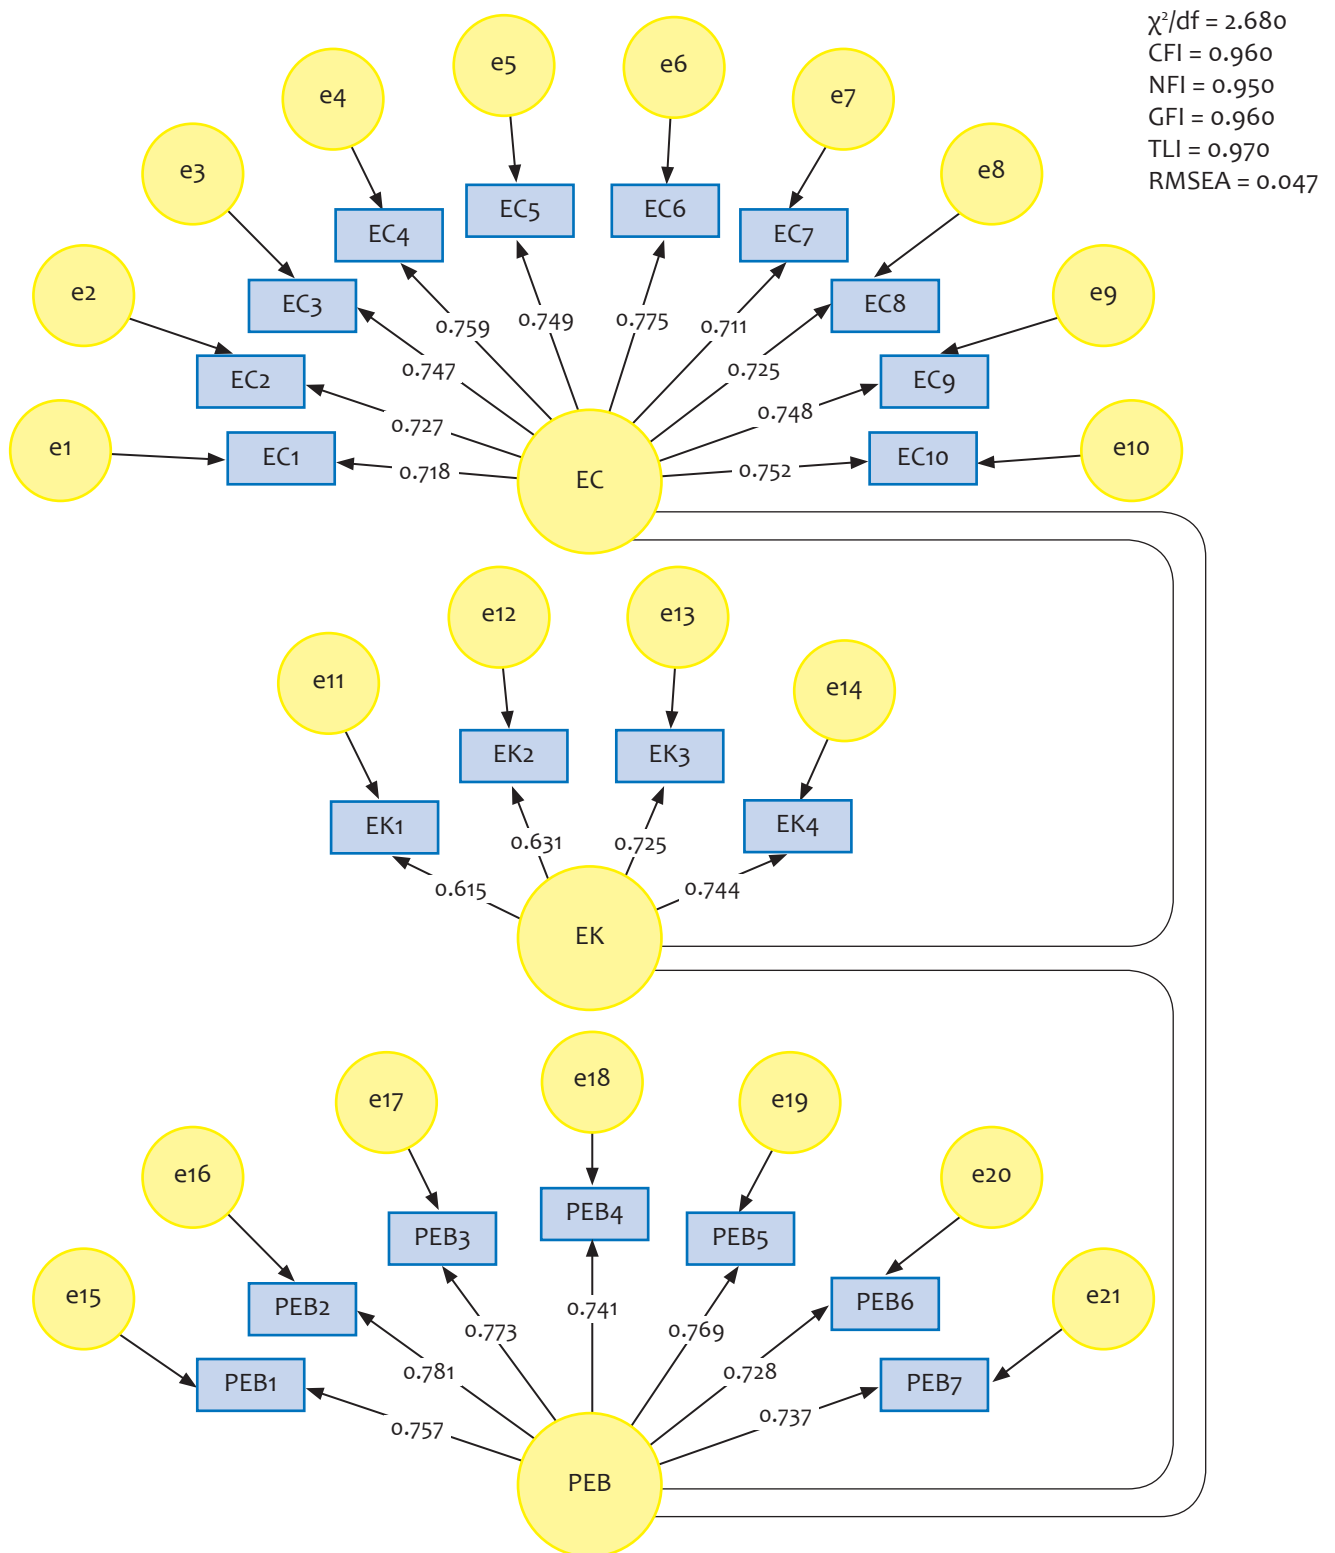 χ²/df = 2.680
CFI = 0.960
NFI = 0.950
GFI = 0.960
TLI = 0.970
RMSEA = 0.047
e5
e6
e4
e7
e3
e8
EC5
EC6
EC4
EC7
e2
e9
EC3
EC8
0.759
0.749
0.775
0.711
0.747
0.725
EC2
EC9
0.727
0.748
e1
e10
EC1
EC10
0.718
0.752
EC
e12
e13
e11
e14
EK2
EK3
EK1
EK4
0.631
0.725
0.615
0.744
EK
e18
e17
e19
e16
e20
PEB4
PEB3
PEB5
e15
e21
PEB2
PEB6
0.741
0.773
0.769
0.781
0.728
PEB1
PEB7
0.757
0.737
PEB